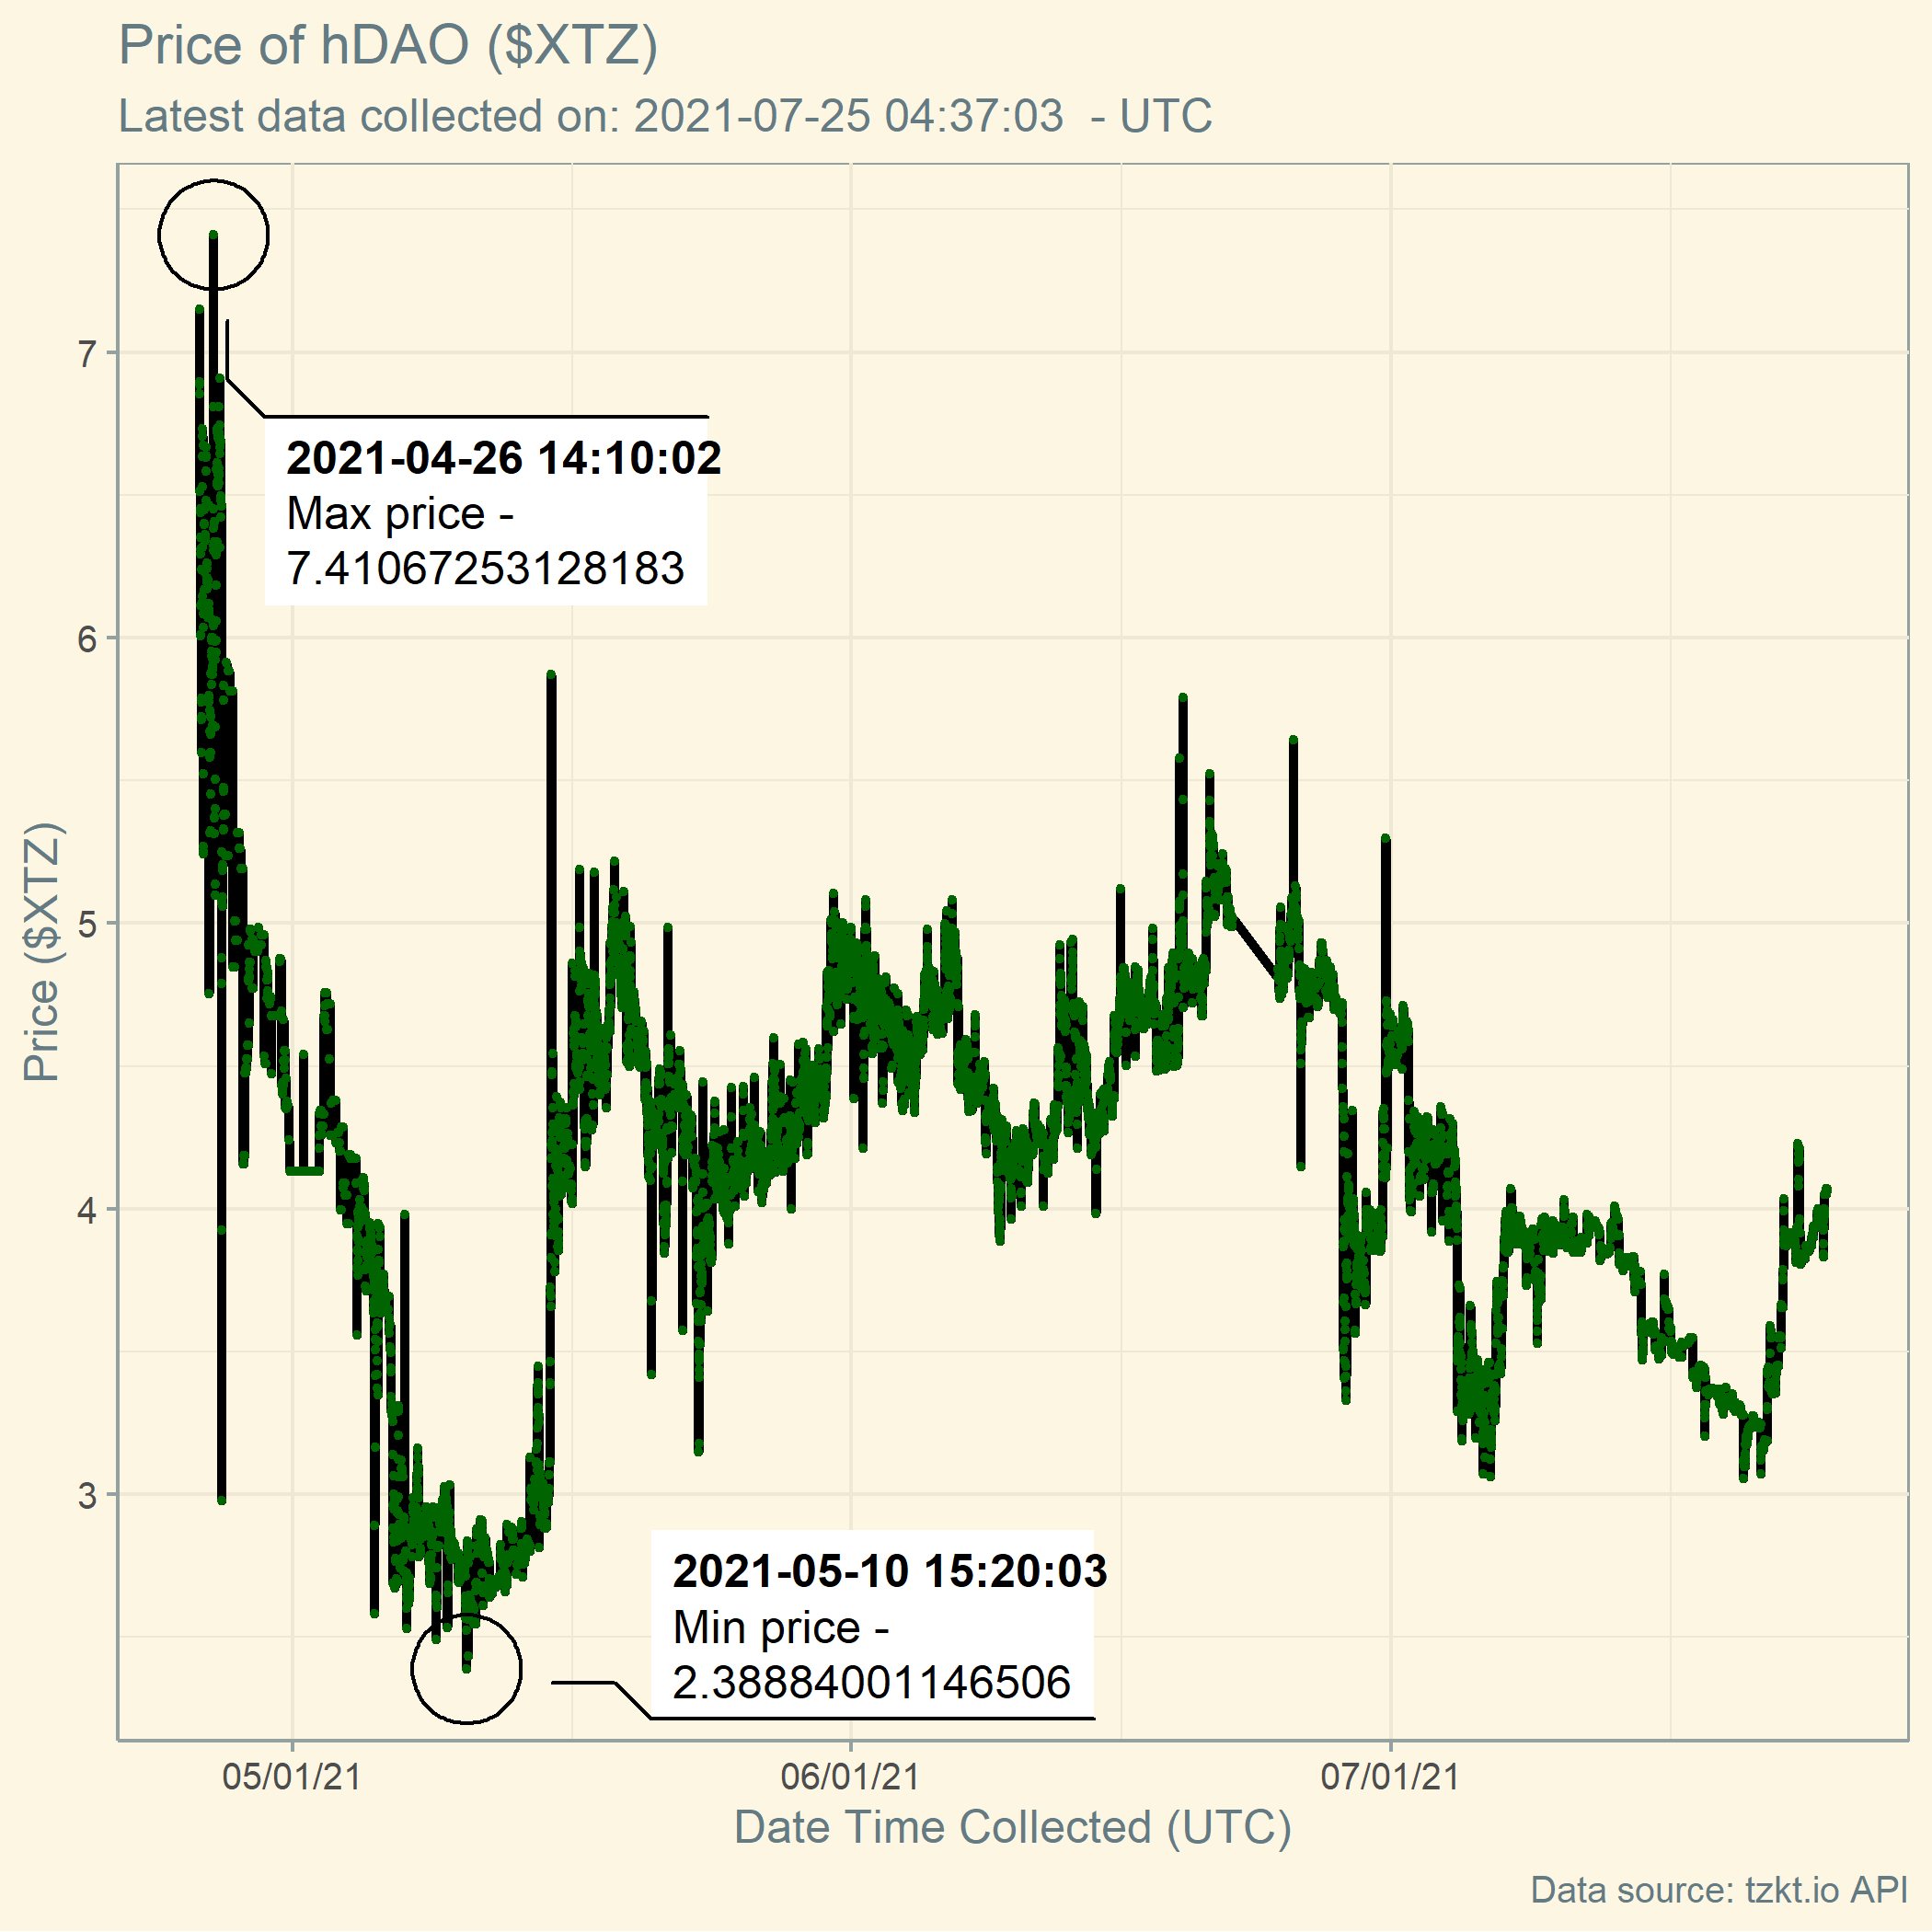 Price of hDAO ($XTZ)
Latest data collected on: 2021-07-25 04:37:03  - UTC
7
2021-04-26 14:10:02
Max price -
7.41067253128183
6
5
Price ($XTZ)
4
3
2021-05-10 15:20:03
Min price -
2.38884001146506
05/01/21 06/01/21 07/01/21
Date Time Collected (UTC)
Data source: tzkt.io API